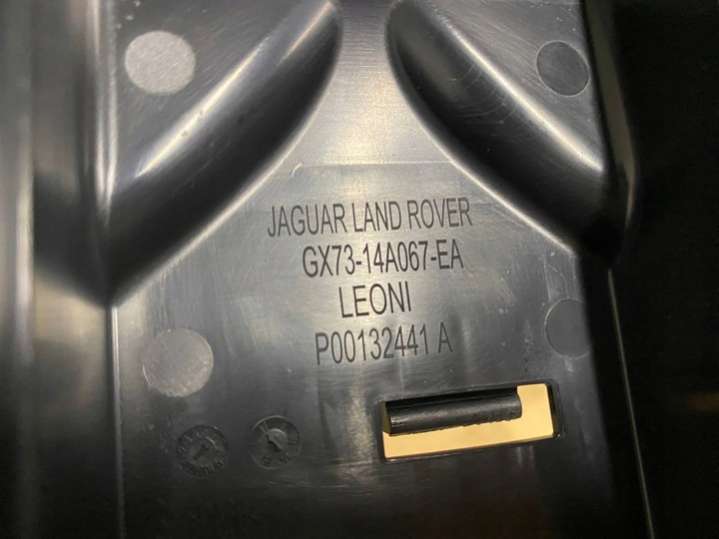 JAGUAR LAND ROVER
GX73-14A067-EA
LEONI
P00132441 A